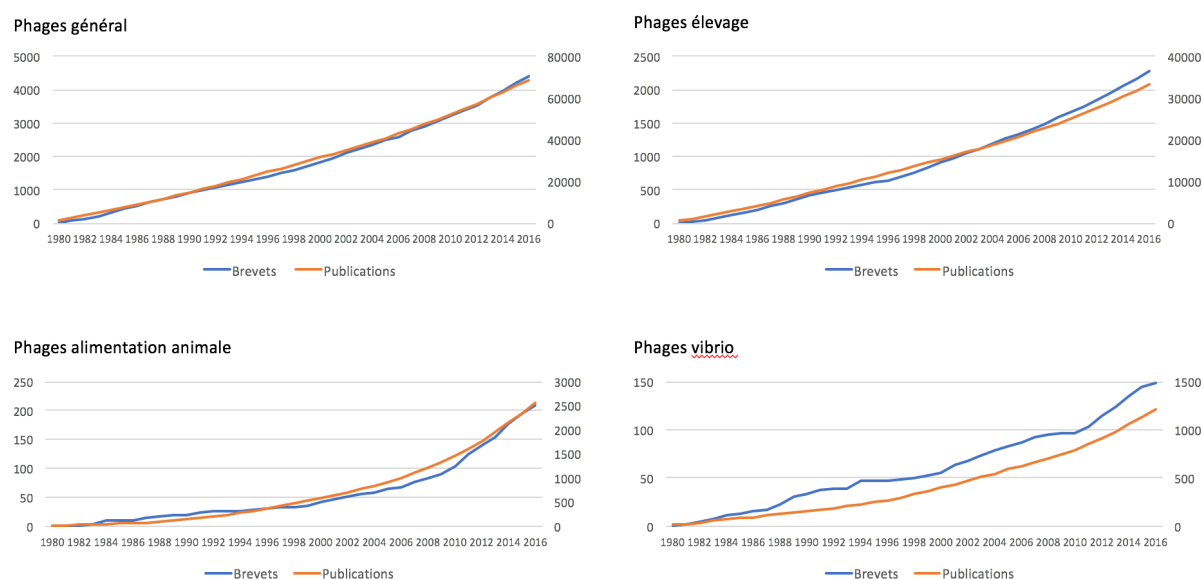 Phages général
5000 80000
4000 60000
3000
2000 40000
1000 20000
0 0
1980 1982 1984 1986 1988 1990 1992 1994 1996 1998 2000 2002 2004 2006 2008 2010 2012 2014 2016
Brevets Publications
Phages élevage
2500 40000
2000 30000
1500
1000 20000
500 10000
0 0
1980 1982 1984 1986 1988 1990 1992 1994 1996 1998 2000 2002 2004 2006 2008 2010 2012 2014 2016
Brevets Publications
Phages alimentation animale
250 3000
200 2500
150 2000
100 1500
50 1000
0 500
0
1980 1982 1984 1986 1988 1990 1992 1994 1996 1998 2000 2002 2004 2006 2008 2010 2012 2014 2016
Brevets Publications
Phages vibrio
150 1500
100 1000
50 500
0 0
1980 1982 1984 1986 1988 1990 1992 1994 1996 1998 2000 2002 2004 2006 2008 2010 2012 2014 2016
Brevets Publications